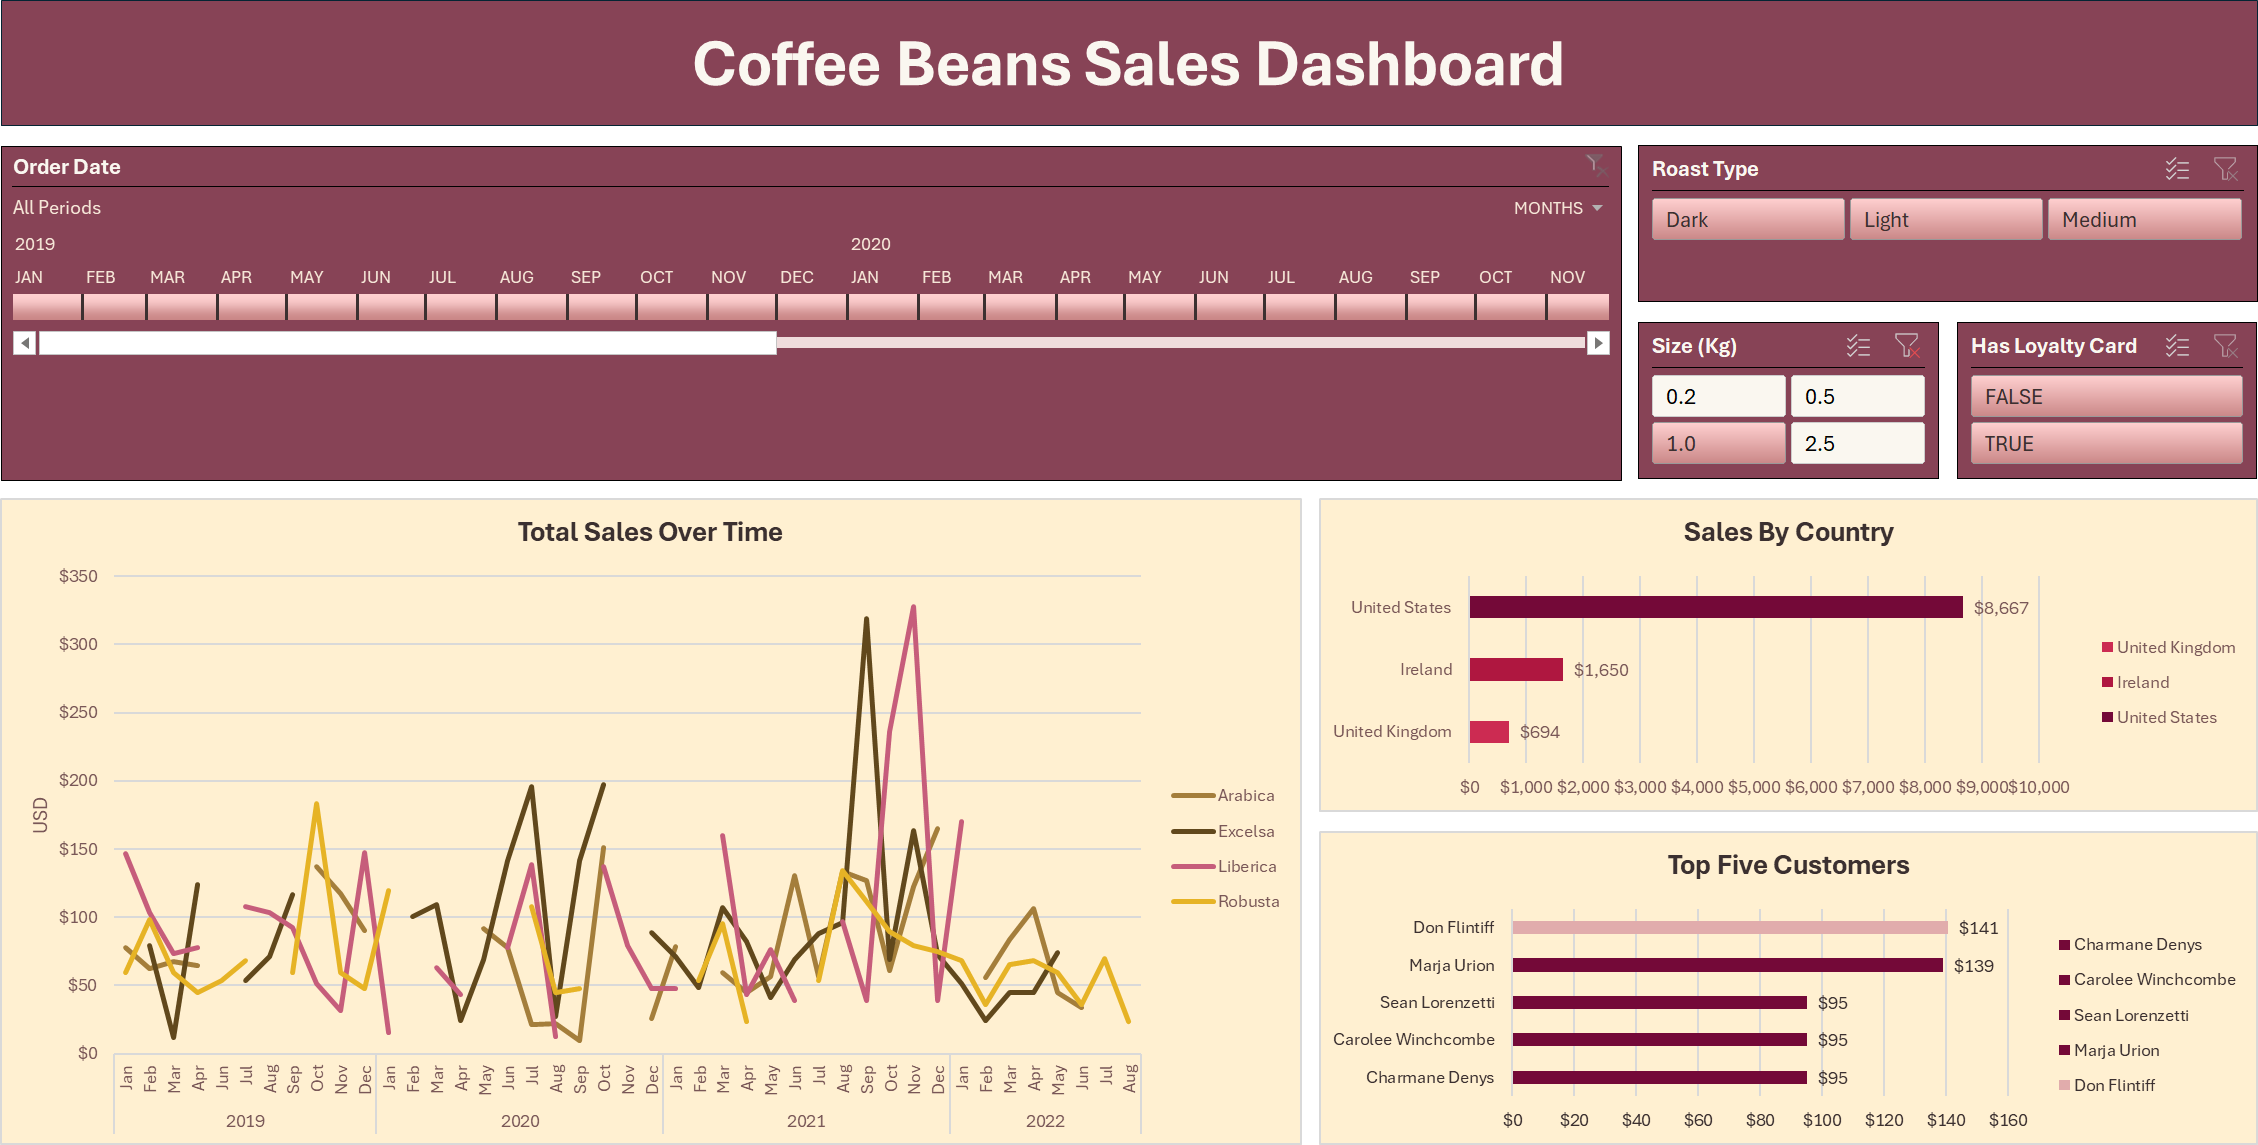 Coffee Beans Sales Dashboard
Order Date
All Periods
MONTHS
2019 2020
JAN FEB MAR APR MAY JUN JUL AUG SEP OCT NOV DEC JAN FEB MAR APR MAY JUN JUL AUG SEP OCT NOV
Roast Type
Dark Light Medium
Size (Kg)
0.2 0.5
1.0 2.5
Has Loyalty Card
FALSE
TRUE
Total Sales Over Time
$350
$300
$250
$200
$150
$100
$50
$0
USD
Jan Feb Mar Apr Jun Jul Aug Sep Oct Nov Dec Jan Feb Mar Apr May Jun Jul Aug Sep Oct Nov Dec Jan Feb Mar Apr May Jun Jul Aug Sep Oct Nov Dec Jan Feb Mar Apr May Jun Jul Aug
2019 2020 2021 2022
Arabica
Excelsa
Liberica
Robusta
Sales By Country
United States $8,667
Ireland $1,650
United Kingdom $694
$0 $1,000 $2,000 $3,000 $4,000 $5,000 $6,000 $7,000 $8,000 $9,000 $10,000
United Kingdom
Ireland
United States
Top Five Customers
Don Flintiff $141
Marja Urion $139
Sean Lorenzetti $95
Carolee Winchcombe $95
Charmane Denys $95
$0 $20 $40 $60 $80 $100 $120 $140 $160
Charmane Denys
Carolee Winchcombe
Sean Lorenzetti
Marja Urion
Don Flintiff